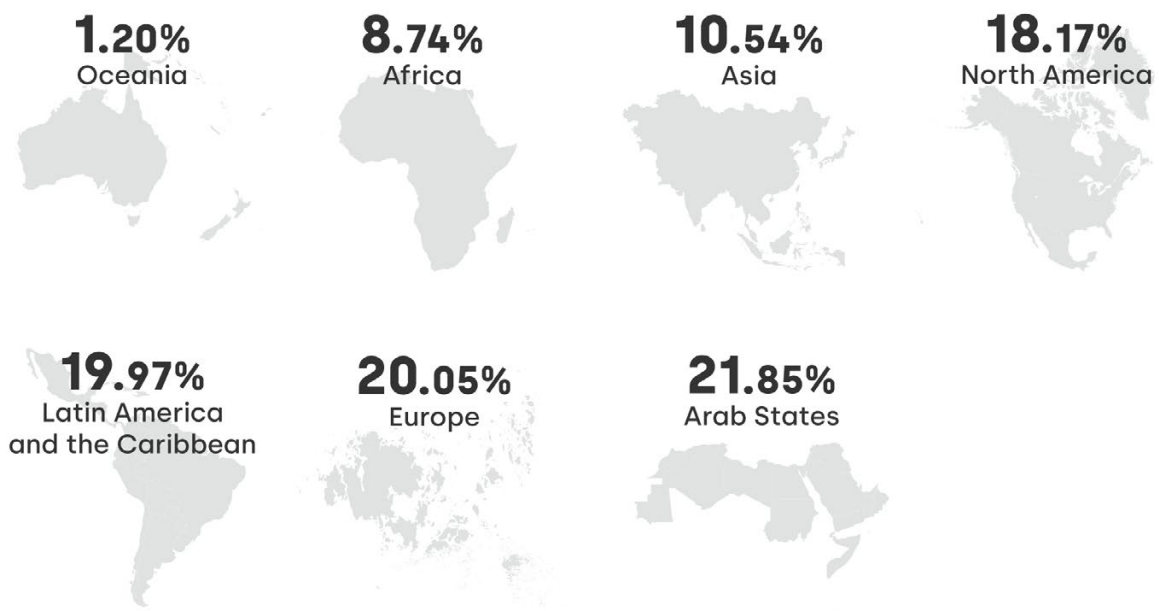 1.20%
Oceania
8.74%
Africa
10.54%
Asia
18.17%
North America
19.97%
Latin America
and the Caribbean
20.05%
Europe
21.85%
Arab States